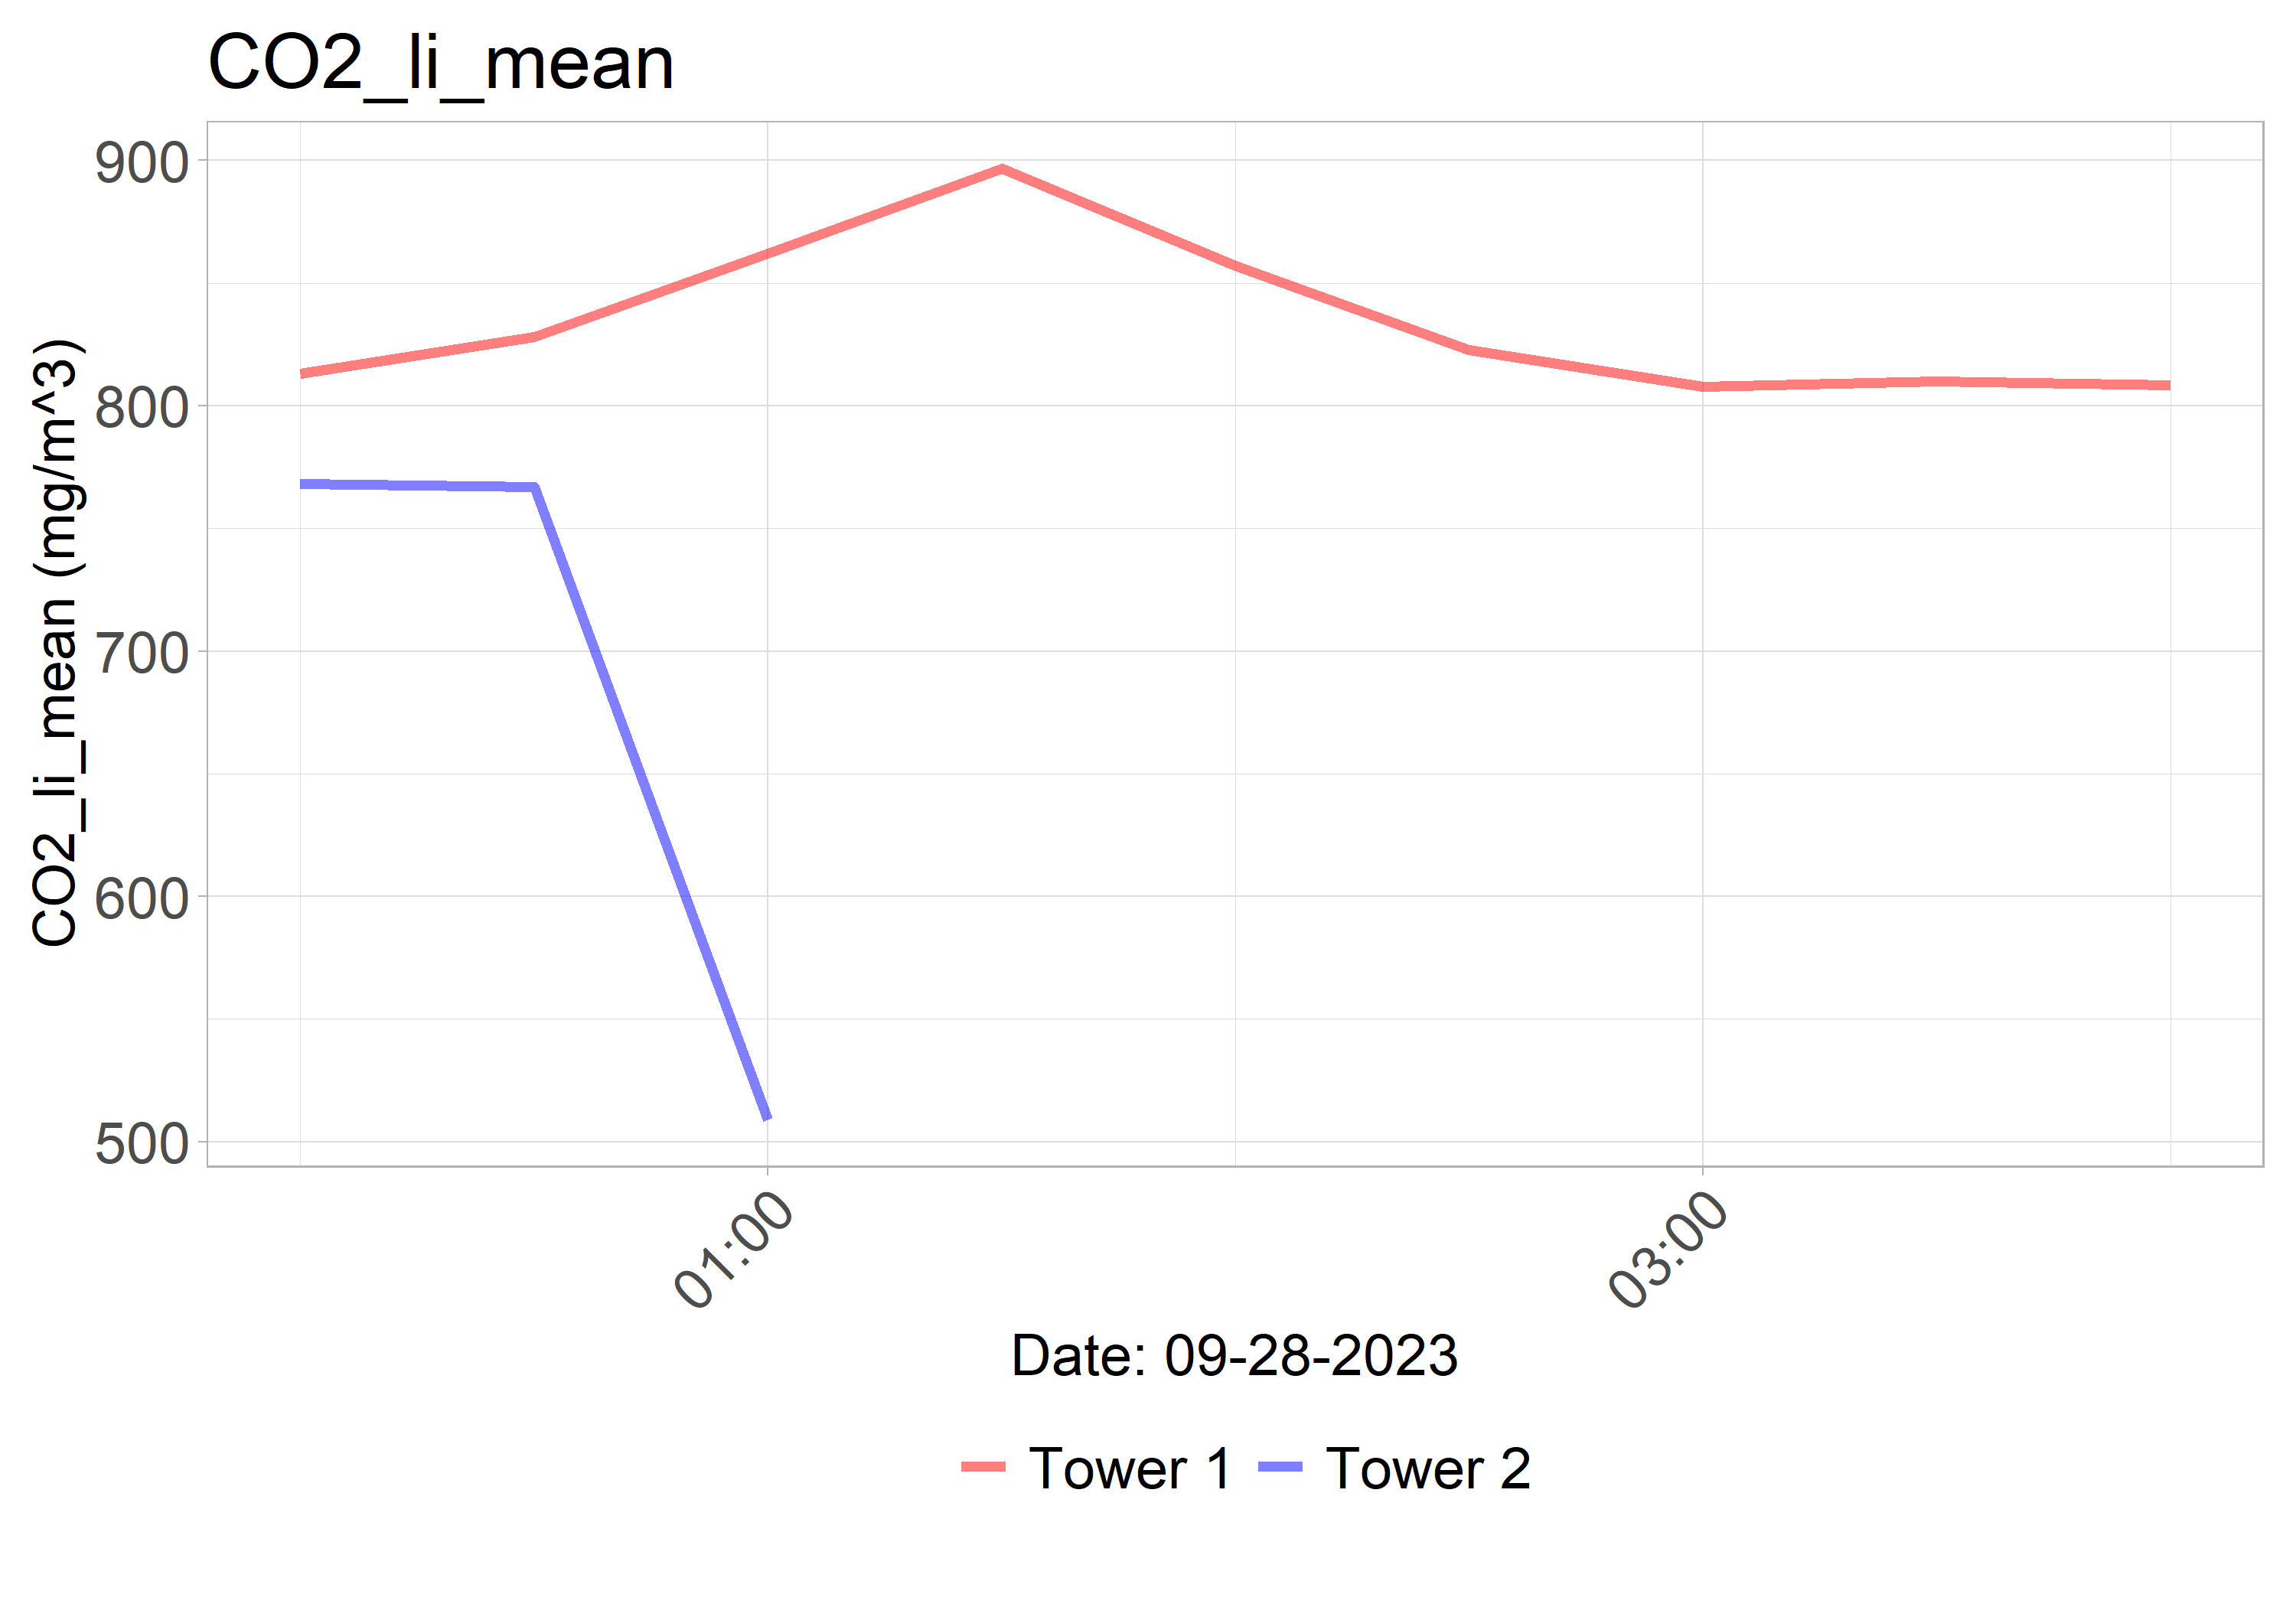 CO2_li_mean
CO2_li_mean (mg/m^3)
900
800
700
600
500
01:00
03:00
Date: 09-28-2023
Tower 1
Tower 2